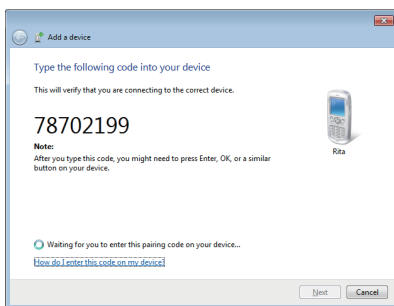 Add a device
Type the following code into your device
This will verify that you are connecting to the correct device.
78702199
Note:
After you type this code, you might need to press Enter, OK, or a similar
button on your device.
Rita
Waiting for you to enter this pairing code on your device...
How do I enter this code on my device?
Next
Cancel